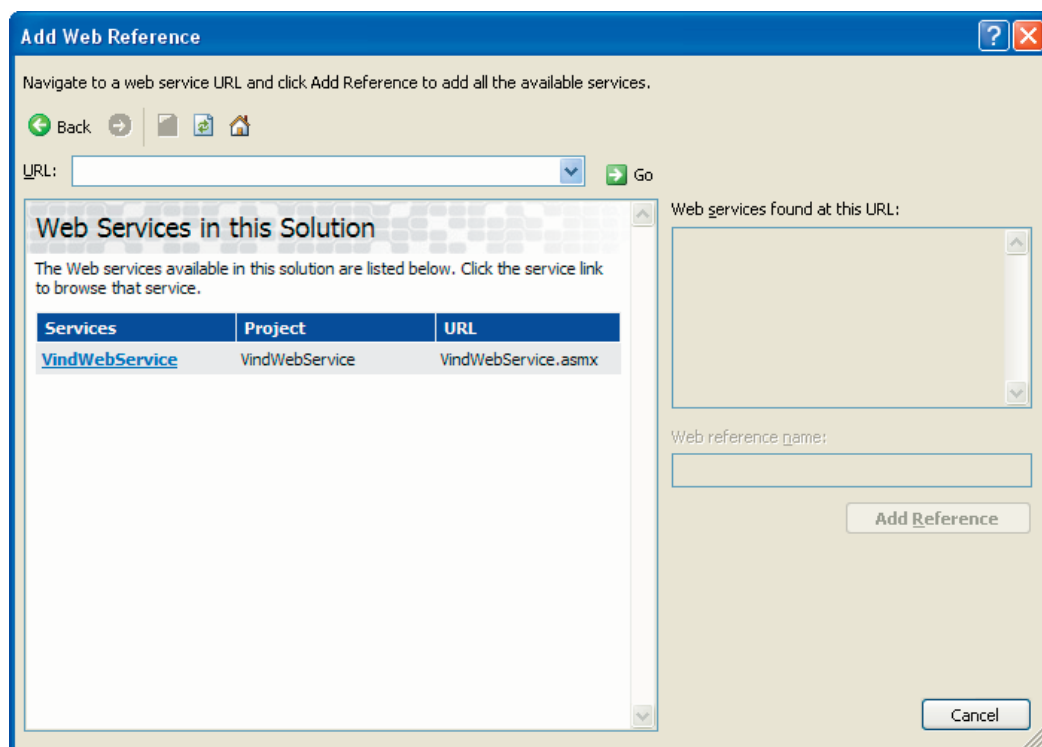 Add Web Reference
Navigate to a web service URL and click Add Reference to add all the available services.
Back
URL:
Go
Web Services in this Solution
The Web services available in this solution are listed below. Click the service link
to browse that service.
Services Project URL
VindWebService VindWebService VindWebService.asmx
Web services found at this URL:
Web reference name:
Add Reference
Cancel